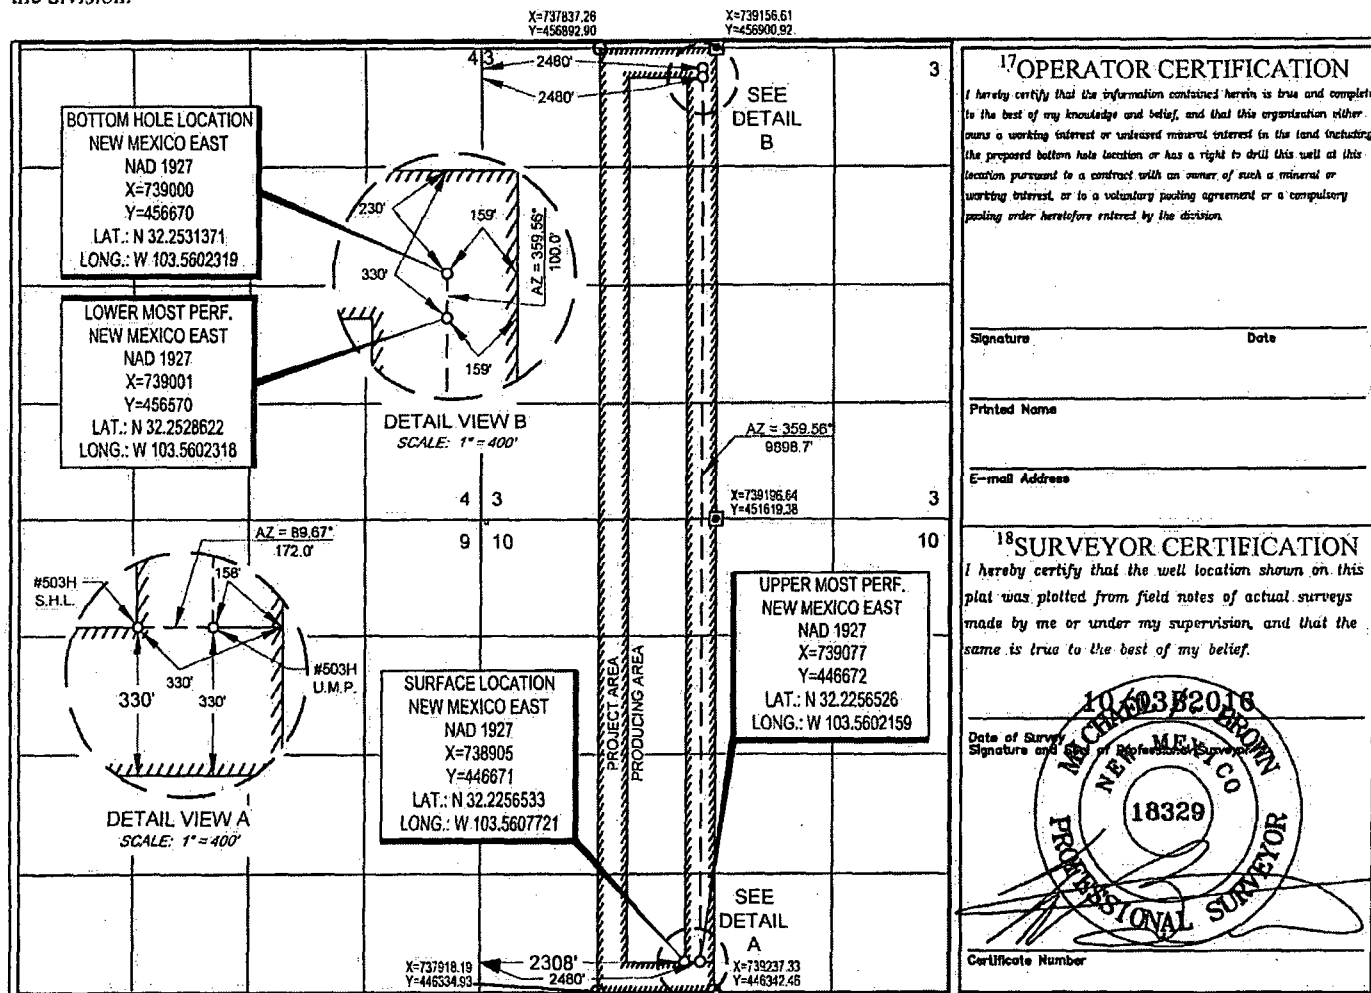 the division.
X=737837.26
Y=456892.90
X=739156.61
Y=456900.92
4 3
2480'
2480'
3
SEE
DETAIL
B
BOTTOM HOLE LOCATION
NEW MEXICO EAST
NAD 1927
X=739000
Y=456670
LAT.: N 32.2531371
LONG.: W 103.5602319
LOWER MOST PERF.
NEW MEXICO EAST
NAD 1927
X=739001
Y=456570
LAT.: N 32.2528622
LONG.: W 103.5602318
230'
159'
330'
AZ = 359.56°
100.0'
159'
DETAIL VIEW B
SCALE: 1" = 400'
AZ = 359.56°
9898.7'
4 3
X=739196.64
Y=451619.38
3
9 10
10
AZ = 89.67°
172.0'
#503H
S.H.L.
158'
330'
#503H
U.M.P.
330'
330'
DETAIL VIEW A
SCALE: 1" = 400'
UPPER MOST PERF.
NEW MEXICO EAST
NAD 1927
X=739077
Y=446672
LAT.: N 32.2256526
LONG.: W 103.5602159
PROJECT AREA
PRODUCING AREA
SURFACE LOCATION
NEW MEXICO EAST
NAD 1927
X=738905
Y=446671
LAT.: N 32.2256533
LONG.: W 103.5607721
SEE
DETAIL
A
X=737918.19
Y=446334.93
2308'
2480'
X=739237.33
Y=446342.46
17 OPERATOR CERTIFICATION
I hereby certify that the information contained herein is true and complete
to the best of my knowledge and belief, and that this organization either
owns a working interest or unleased mineral interest in the land including
the proposed bottom hole location or has a right to drill this well at this
location pursuant to a contract with an owner of such a mineral or
working interest, or to a voluntary pooling agreement or a compulsory
pooling order heretofore entered by the division.
Signature Date
Printed Name
E-mail Address
18 SURVEYOR CERTIFICATION
I hereby certify that the well location shown on this
plat was plotted from field notes of actual surveys
made by me or under my supervision, and that the
same is true to the best of my belief.
Date of Survey
Signature and Seal of Professional Surveyor
MICHAEL BROWN
NEW MEXICO
18329
PROFESSIONAL SURVEYOR
Certificate Number